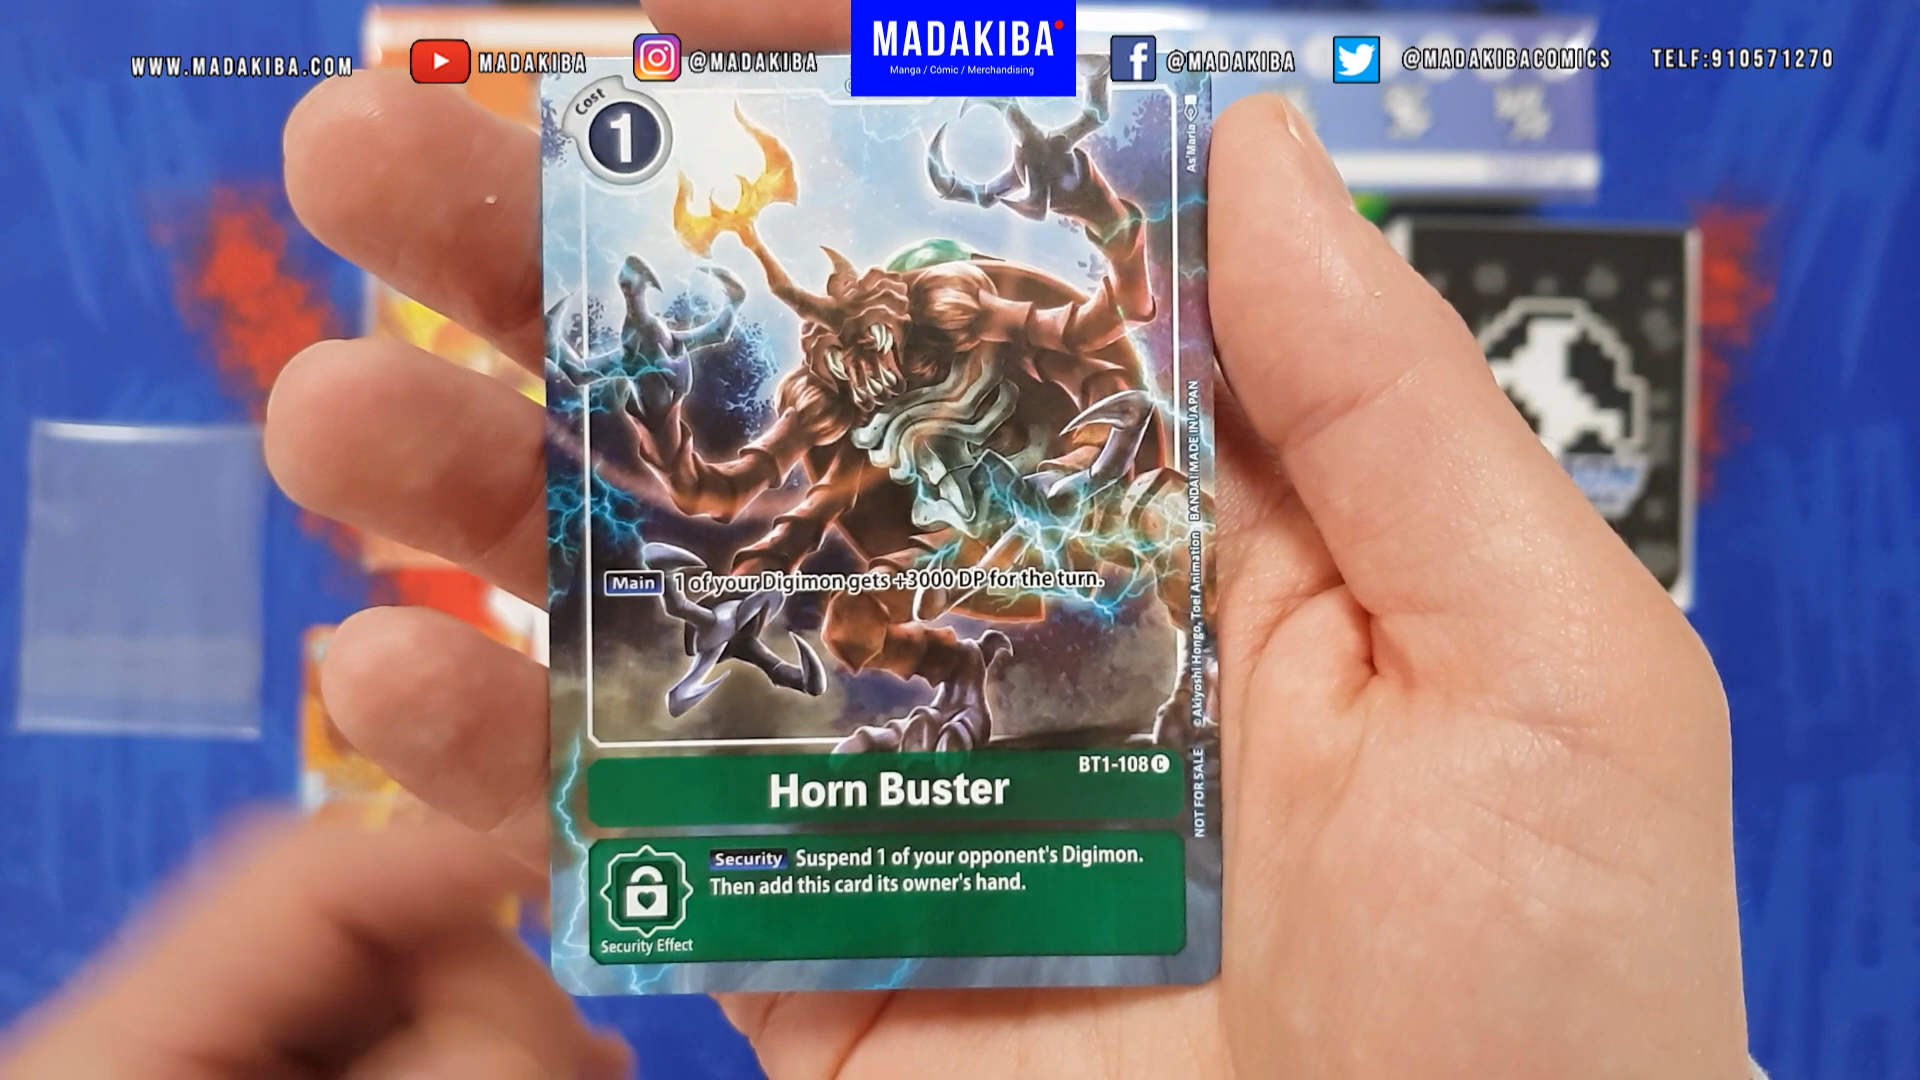 WWW.MADAKIBA.COM
MADAKIBA
@MADAKIBA
MADAKIBA
Manga / Cómic / Merchandising
@MADAKIBA
@MADAKIBACOMICS
TELF:910571270
Cost
1
As'Maria
Main 1 of your Digimon gets +3000 DP for the turn.
©Akiyoshi Hongo, Toei Animation BANDAI MADE IN JAPAN
NOT FOR SALE
BT1-108 C
Horn Buster
Security Suspend 1 of your opponent's Digimon.
Then add this card its owner's hand.
Security Effect